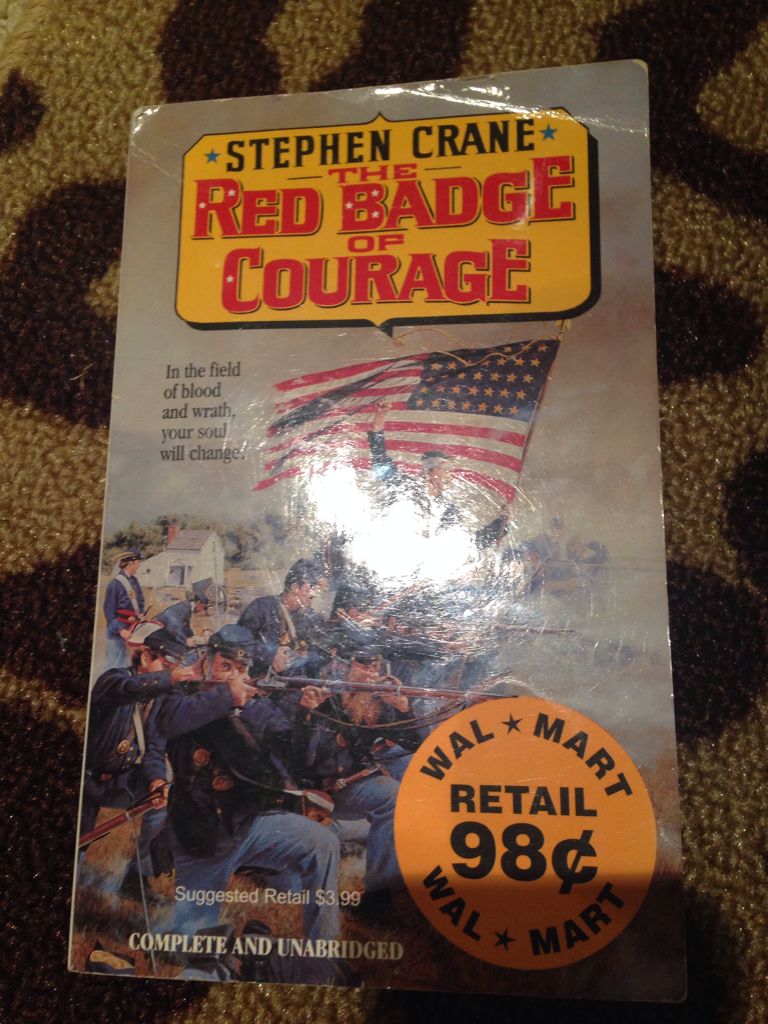 STEPHEN CRANE
THE
RED BADGE
OF
COURAGE
In the field
of blood
and wrath,
your soul
will change.
WAL ★ MART
RETAIL
98¢
WAL ★ MART
Suggested Retail $3.99
COMPLETE AND UNABRIDGED